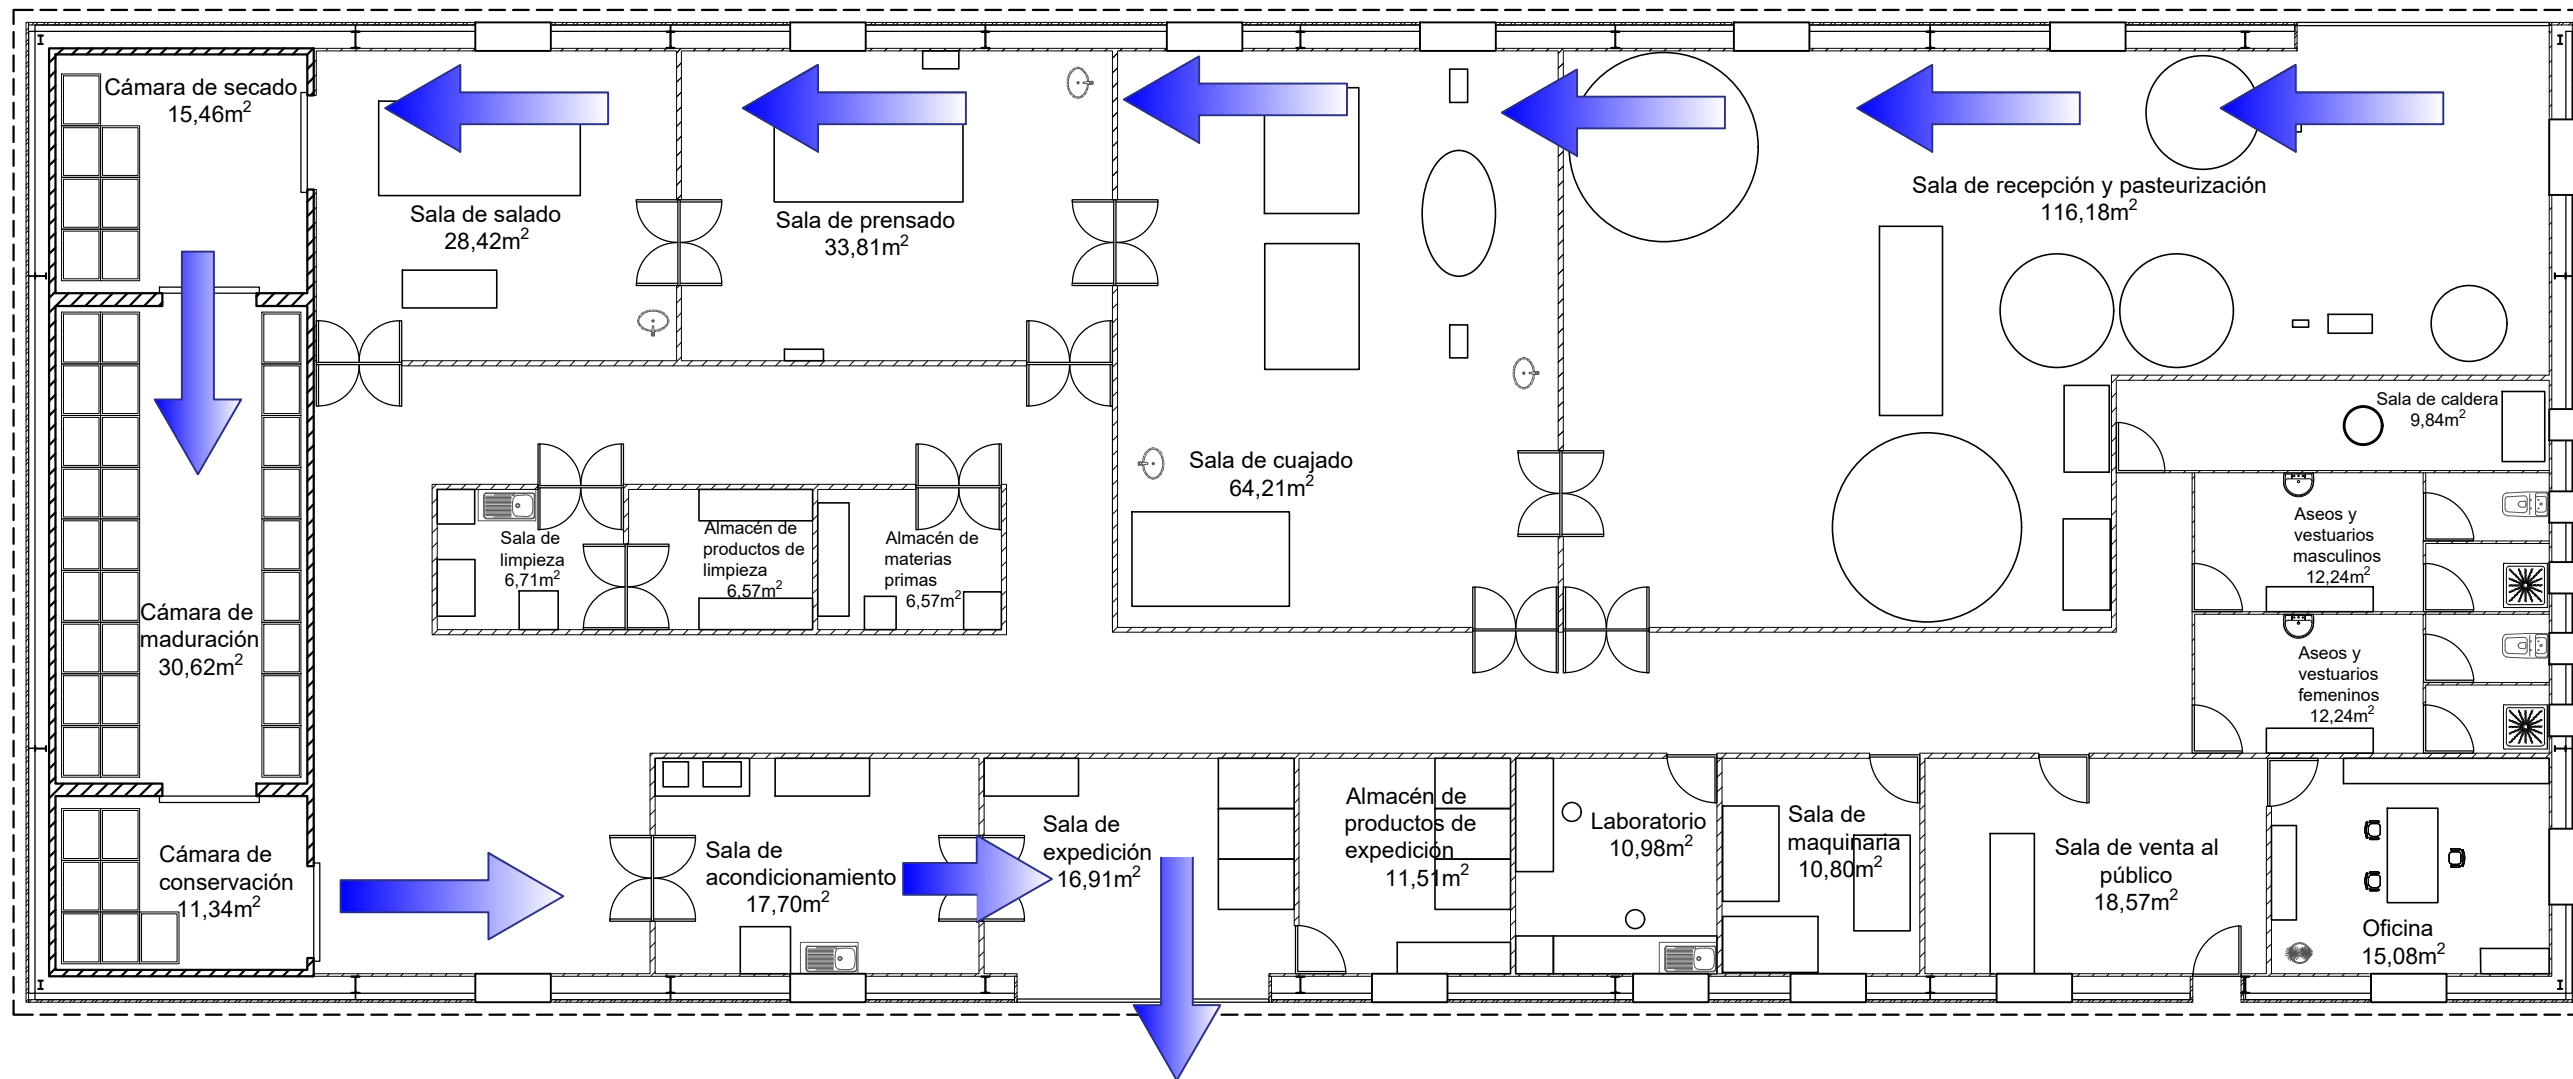 Cámara de secado
15,46m²
Sala de salado
28,42m²
Sala de prensado
33,81m²
Sala de recepción y pasteurización
116,18m²
Sala de caldera
9,84m²
Sala de cuajado
64,21m²
Sala de
limpieza
6,71m²
Almacén de
productos de
limpieza
6,57m²
Almacén de
materias
primas
6,57m²
Aseos y
vestuarios
masculinos
12,24m²
Cámara de
maduración
30,62m²
Aseos y
vestuarios
femeninos
12,24m²
Cámara de
conservación
11,34m²
Sala de
acondicionamiento
17,70m²
Sala de
expedición
16,91m²
Almacén de
productos de
expedición
11,51m²
Laboratorio
10,98m²
Sala de
maquinaria
10,80m²
Sala de venta al
público
18,57m²
Oficina
15,08m²